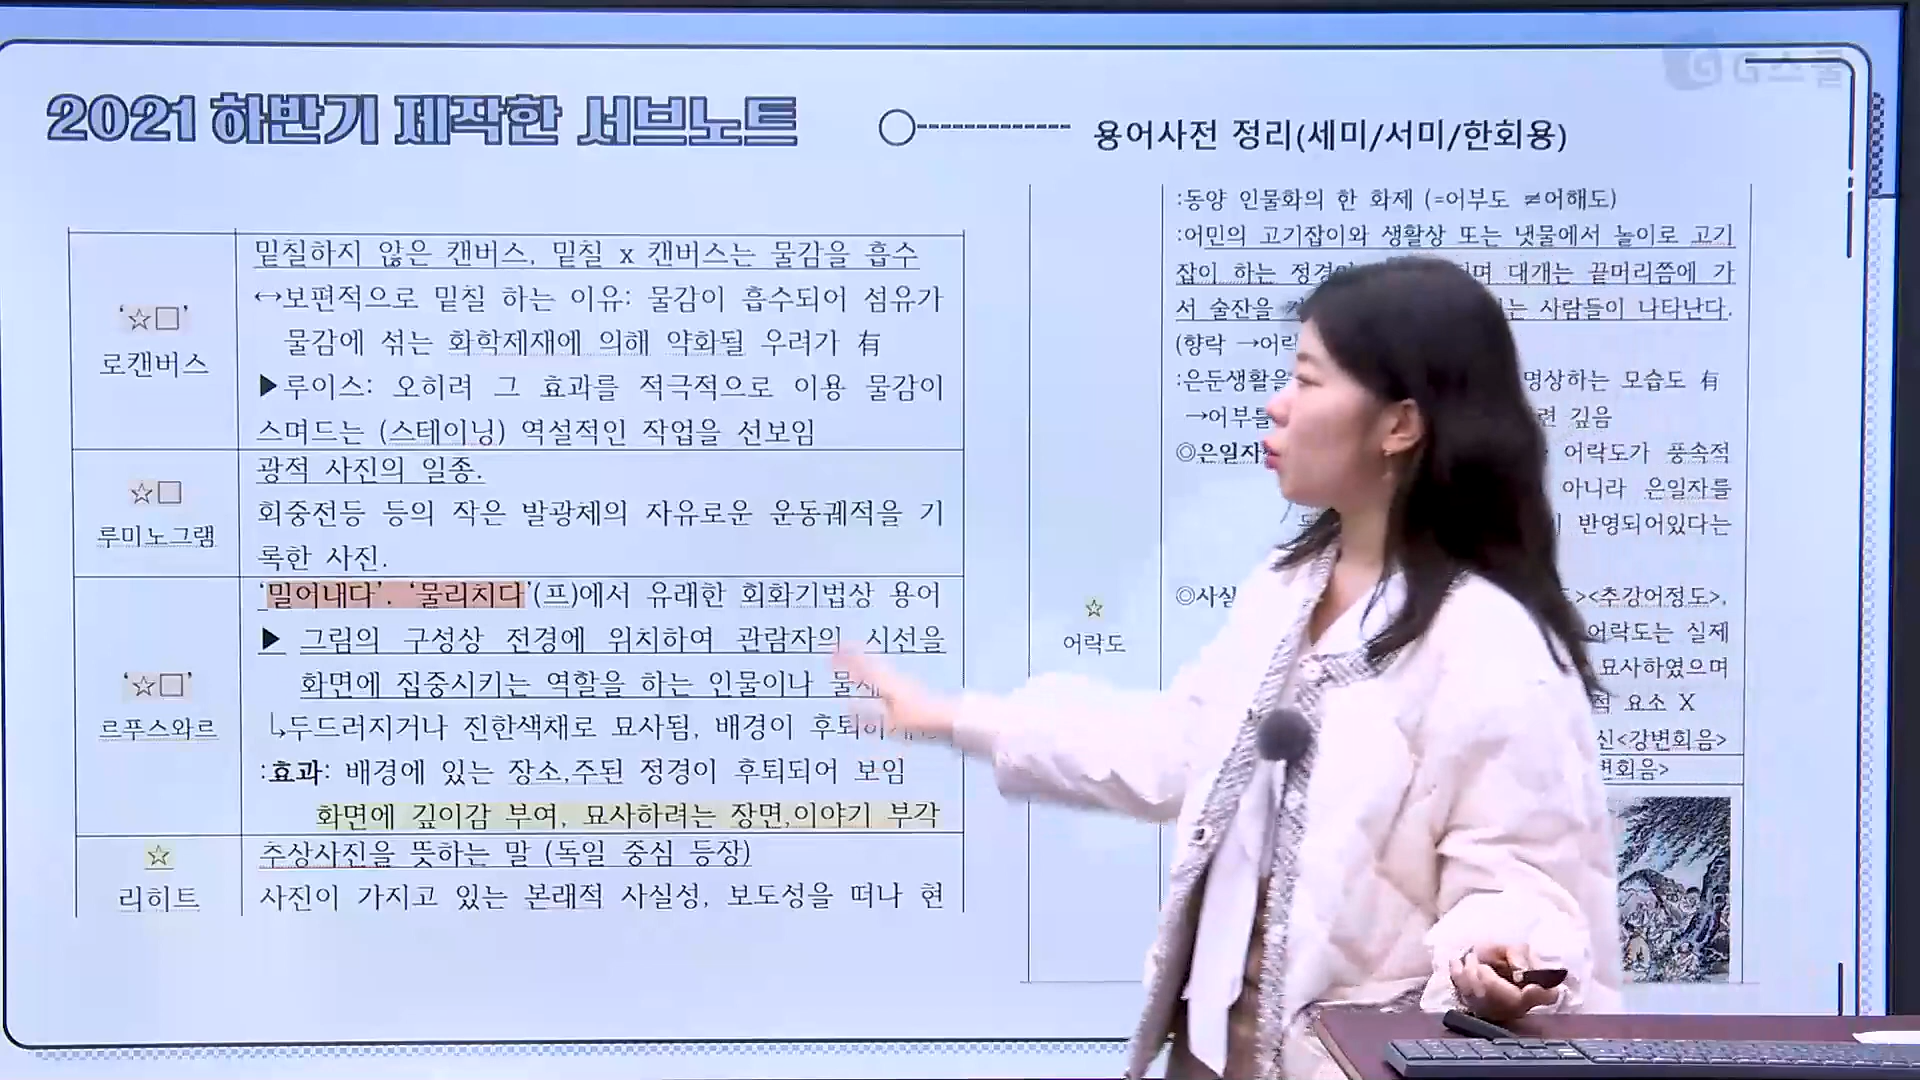 2021 하반기 제작한 서브노트
용어사전 정리(세미/서미/한회용)
‘☆□’
로캔버스
밑칠하지 않은 캔버스, 밑칠 x 캔버스는 물감을 흡수
↔보편적으로 밑칠 하는 이유: 물감이 흡수되어 섬유가
물감에 섞는 화학제재에 의해 약화될 우려가 有
▶루이스: 오히려 그 효과를 적극적으로 이용 물감이
스며드는 (스테이닝) 역설적인 작업을 선보임
☆□
루미노그램
광적 사진의 일종.
회중전등 등의 작은 발광체의 자유로운 운동궤적을 기
록한 사진.
‘☆□’
르푸스와르
‘밀어내다’. ‘물리치다’(프)에서 유래한 회화기법상 용어
▶ 그림의 구성상 전경에 위치하여 관람자의 시선을
화면에 집중시키는 역할을 하는 인물이나
↳두드러지거나 진한색채로 묘사됨, 배경이
:효과: 배경에 있는 장소,주된 정경이 후퇴되어 보임
화면에 깊이감 부여, 묘사하려는 장면,이야기 부각
☆
리히트
추상사진을 뜻하는 말 (독일 중심 등장)
사진이 가지고 있는 본래적 사실성, 보도성을 떠나 현
☆
어락도
:동양 인물화의 한 화제 (=어부도 ≠어해도)
:어민의 고기잡이와 생활상 또는 냇물에서 놀이로 고기
잡이 하는 대개는 끝머리쯤에 가
서 술잔을 사람들이 나타난다.
(향락
:은둔생활을 명상하는 모습도 有
깊음
◎은일자 어락도가 풍속적
아니라 은일자를
반영되어있다는
◎사실 ><추강어정도>,
어락도는 실제
묘사하였으며
요소 X
<강변회음>